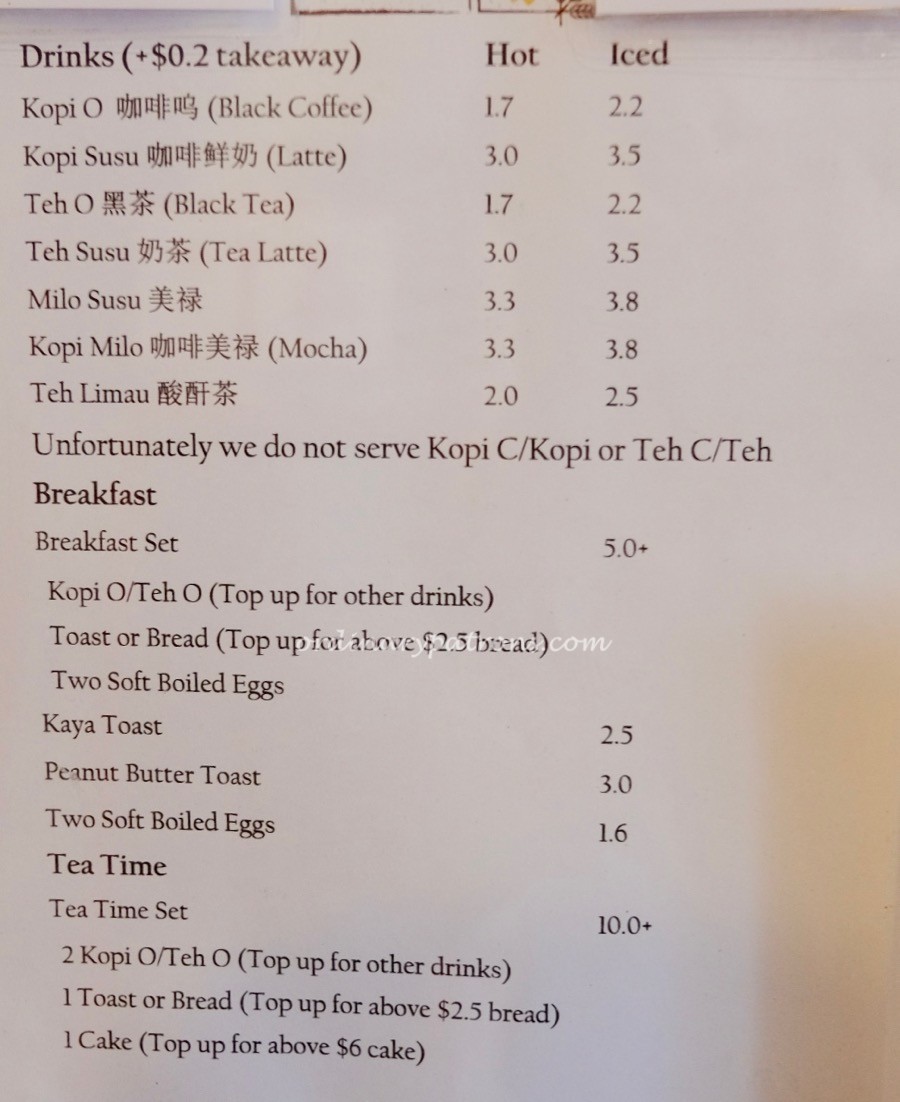 Drinks (+$0.2 takeaway) Hot Iced
Kopi O 咖啡呜 (Black Coffee) 1.7 2.2
Kopi Susu 咖啡鲜奶 (Latte) 3.0 3.5
Teh O 黑茶 (Black Tea) 1.7 2.2
Teh Susu 奶茶 (Tea Latte) 3.0 3.5
Milo Susu 美禄 3.3 3.8
Kopi Milo 咖啡美禄 (Mocha) 3.3 3.8
Teh Limau 酸酐茶 2.0 2.5
Unfortunately we do not serve Kopi C/Kopi or Teh C/Teh
Breakfast
Breakfast Set 5.0+
Kopi O/Teh O (Top up for other drinks)
Toast or Bread (Top up for above $2.5 bread)
Two Soft Boiled Eggs
Kaya Toast 2.5
Peanut Butter Toast 3.0
Two Soft Boiled Eggs 1.6
Tea Time
Tea Time Set 10.0+
2 Kopi O/Teh O (Top up for other drinks)
1 Toast or Bread (Top up for above $2.5 bread)
1 Cake (Top up for above $6 cake)